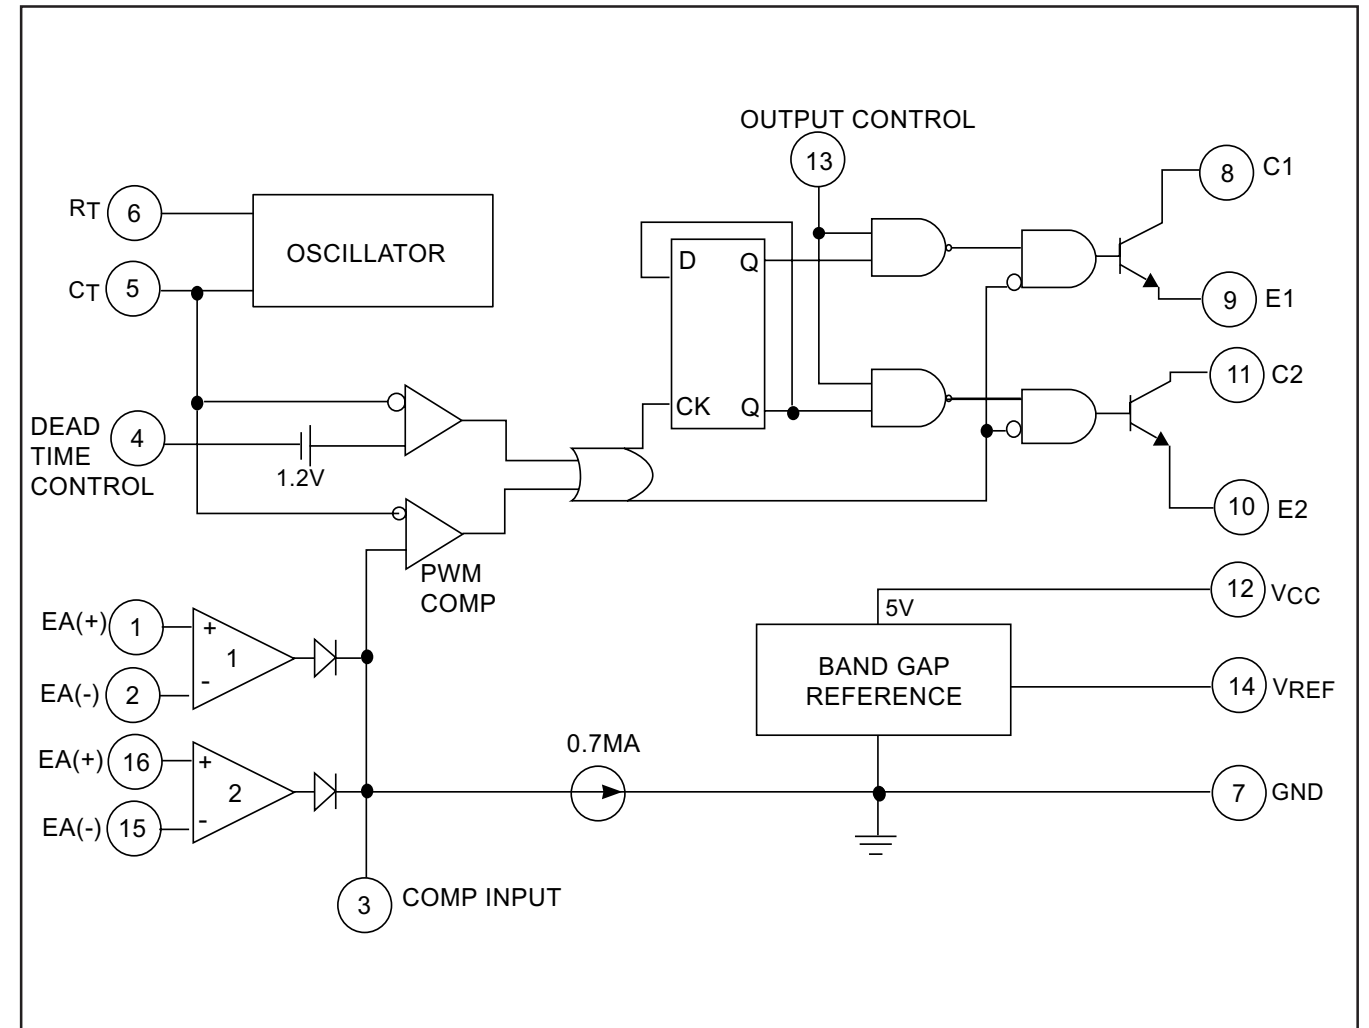 OUTPUT CONTROL
13
8 C1
RT 6
OSCILLATOR
D Q
CT 5
9 E1
11 C2
CK Q
DEAD
TIME
CONTROL
4
1.2V
10 E2
PWM
COMP
12 VCC
5V
EA(+) 1
+
1
-
EA(-) 2
BAND GAP
REFERENCE
14 VREF
EA(+) 16
+
2
-
EA(-) 15
0.7MA
7 GND
3 COMP INPUT